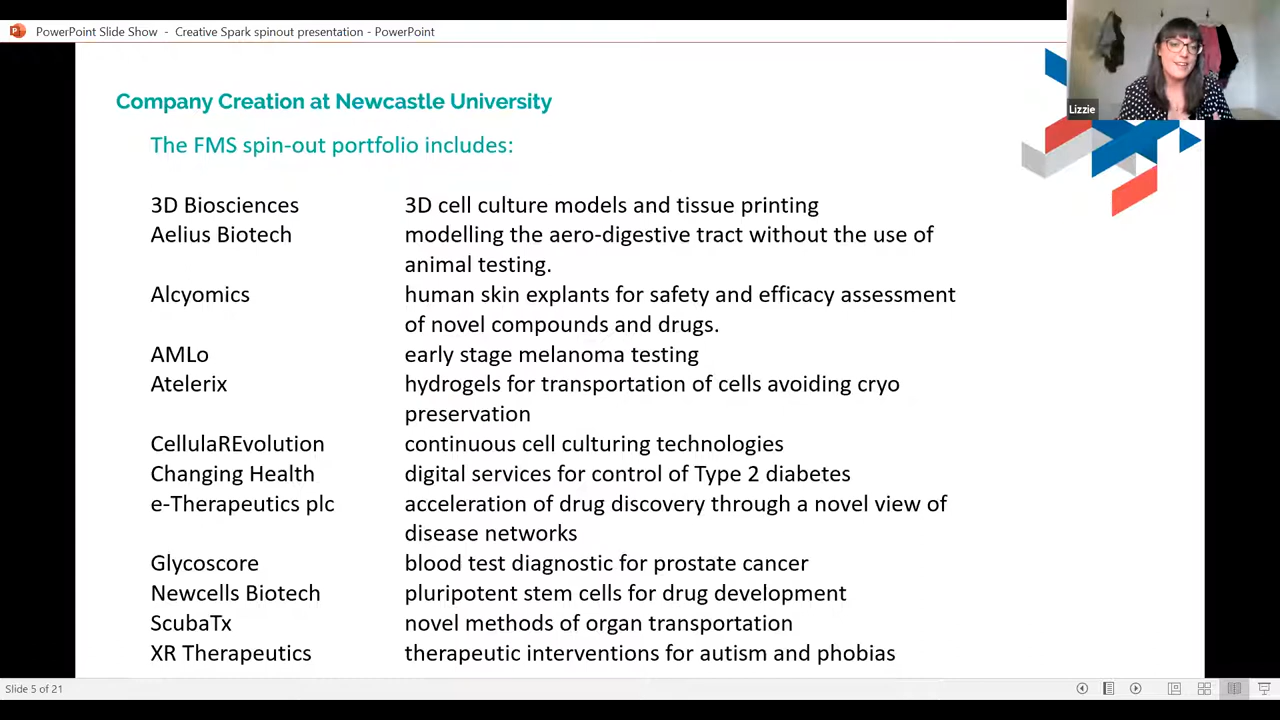 PowerPoint Slide Show - Creative Spark spinout presentation - PowerPoint
Lizzie
Company Creation at Newcastle University
The FMS spin-out portfolio includes:
3D Biosciences 3D cell culture models and tissue printing
Aelius Biotech modelling the aero-digestive tract without the use of
animal testing.
Alcyomics human skin explants for safety and efficacy assessment
of novel compounds and drugs.
AMLo early stage melanoma testing
Atelerix hydrogels for transportation of cells avoiding cryo
preservation
CellulaREvolution continuous cell culturing technologies
Changing Health digital services for control of Type 2 diabetes
e-Therapeutics plc acceleration of drug discovery through a novel view of
disease networks
Glycoscore blood test diagnostic for prostate cancer
Newcells Biotech pluripotent stem cells for drug development
ScubaTx novel methods of organ transportation
XR Therapeutics therapeutic interventions for autism and phobias
Slide 5 of 21